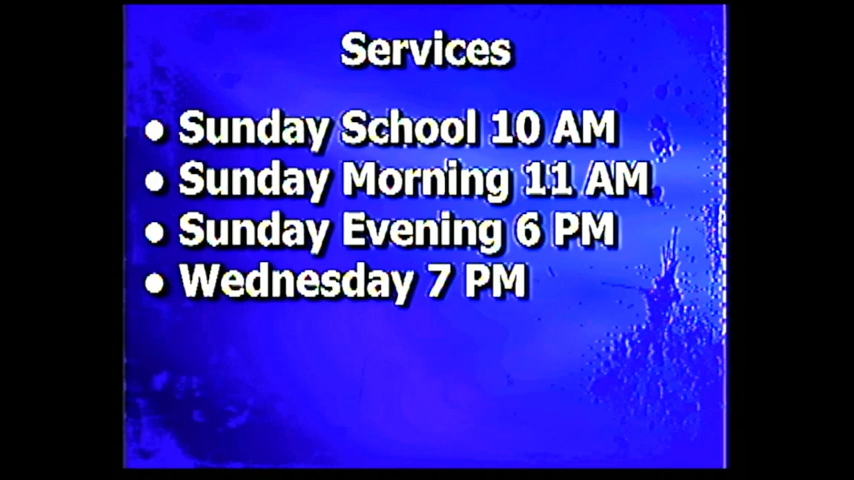 Services
• Sunday School 10 AM
• Sunday Morning 11 AM
• Sunday Evening 6 PM
• Wednesday 7 PM